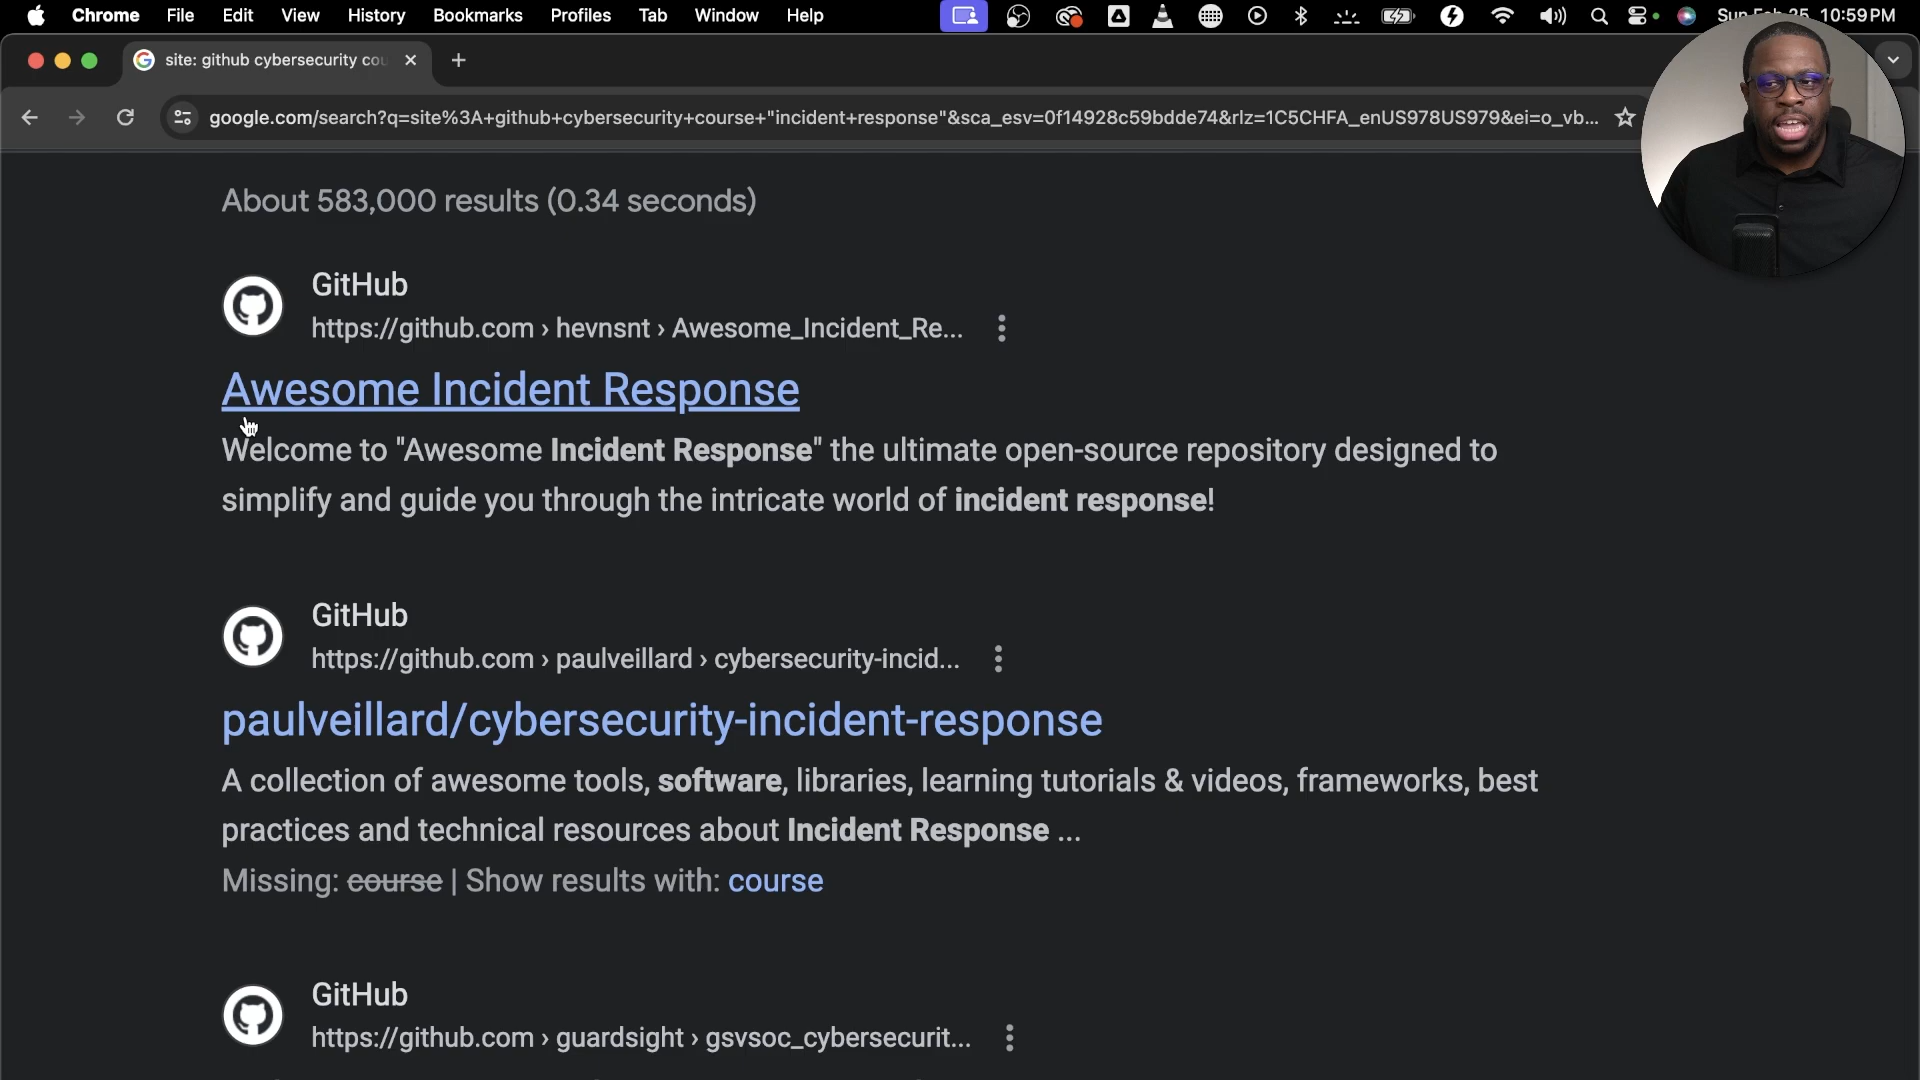 Chrome File Edit View History Bookmarks Profiles Tab Window Help
Sun Feb 25 10:59 PM
site: github cybersecurity cou
google.com/search?q=site%3A+github+cybersecurity+course+"incident+response"&sca_esv=0f14928c59bdde74&rlz=1C5CHFA_enUS978US979&ei=o_vb...
About 583,000 results (0.34 seconds)
GitHub
https://github.com › hevnsnt › Awesome_Incident_Re...
Awesome Incident Response
Welcome to "Awesome Incident Response" the ultimate open-source repository designed to
simplify and guide you through the intricate world of incident response!
GitHub
https://github.com › paulveillard › cybersecurity-incid...
paulveillard/cybersecurity-incident-response
A collection of awesome tools, software, libraries, learning tutorials & videos, frameworks, best
practices and technical resources about Incident Response ...
Missing: course | Show results with: course
GitHub
https://github.com › guardsight › gsvsoc_cybersecurit...